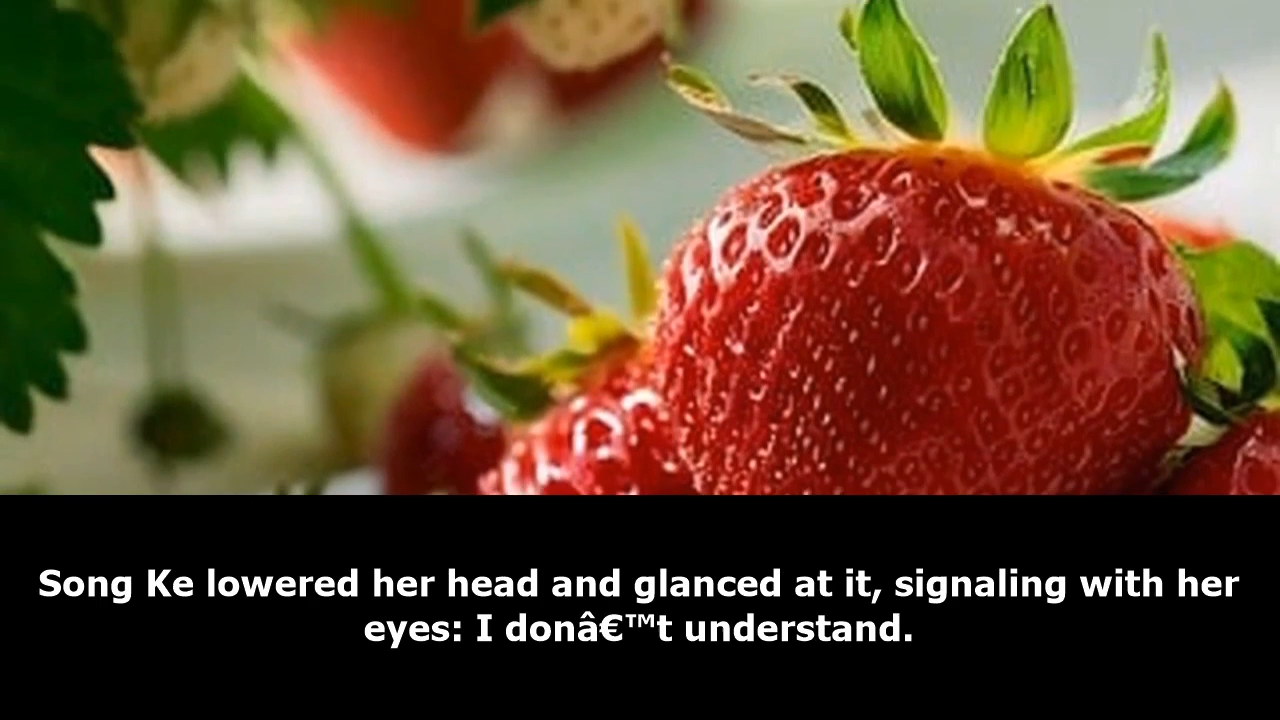 Song Ke lowered her head and glanced at it, signaling with her
eyes: I donâ€™t understand.